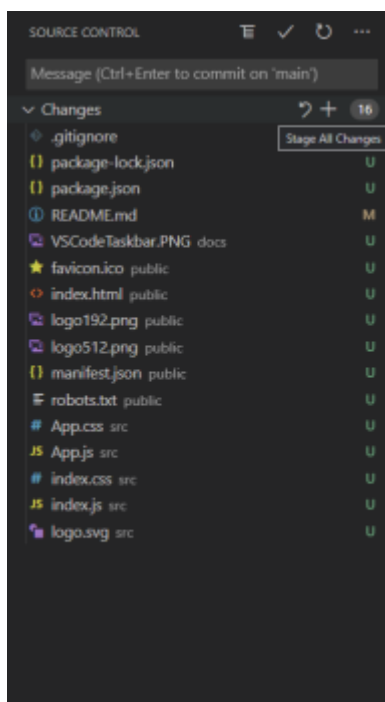 SOURCE CONTROL
Message (Ctrl+Enter to commit on 'main')
Changes 16
.gitignore
Stage All Changes
{} package-lock.json U
{} package.json U
README.md M
VSCodeTaskbar.PNG docs U
favicon.ico public U
<> index.html public U
logo192.png public U
logo512.png public U
{} manifest.json public U
robots.txt public U
# App.css src U
JS App.js src U
# index.css src U
JS index.js src U
logo.svg src U